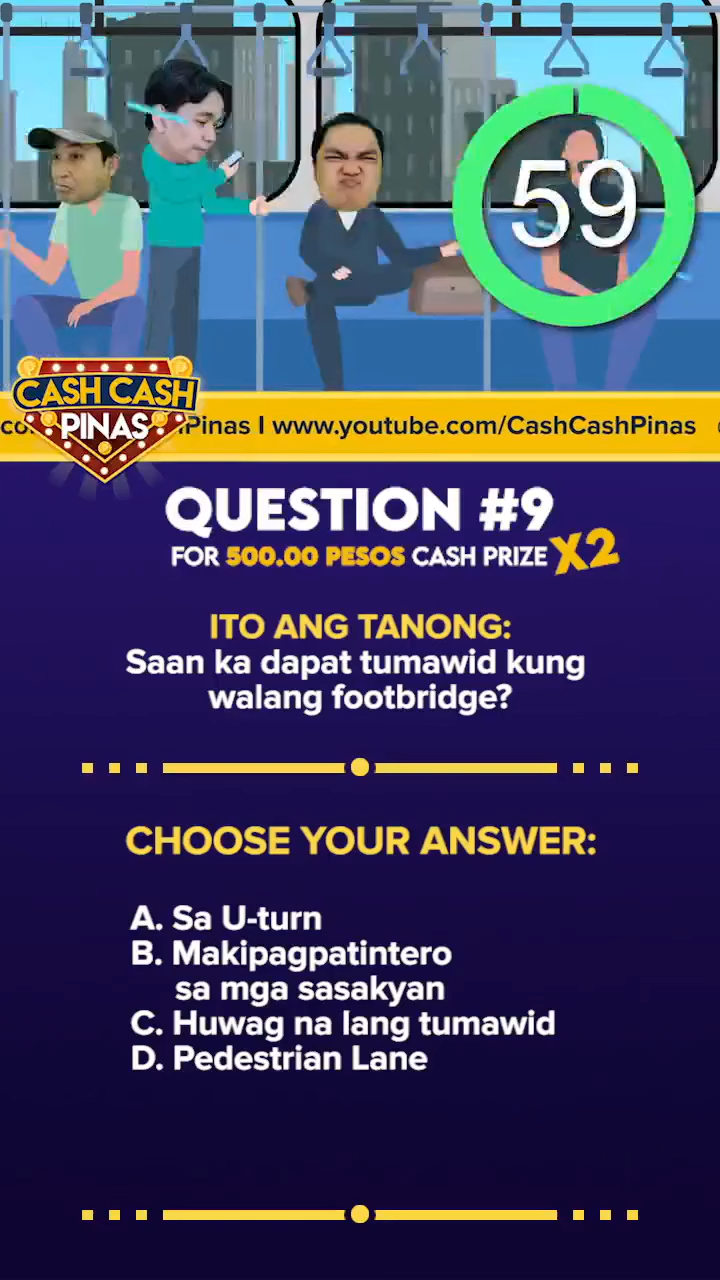 59
CASH CASH
PINAS
Pinas I www.youtube.com/CashCashPinas
QUESTION #9
FOR 500.00 PESOS CASH PRIZE X2
ITO ANG TANONG:
Saan ka dapat tumawid kung
walang footbridge?
CHOOSE YOUR ANSWER:
A. Sa U-turn
B. Makipagpatintero
sa mga sasakyan
C. Huwag na lang tumawid
D. Pedestrian Lane